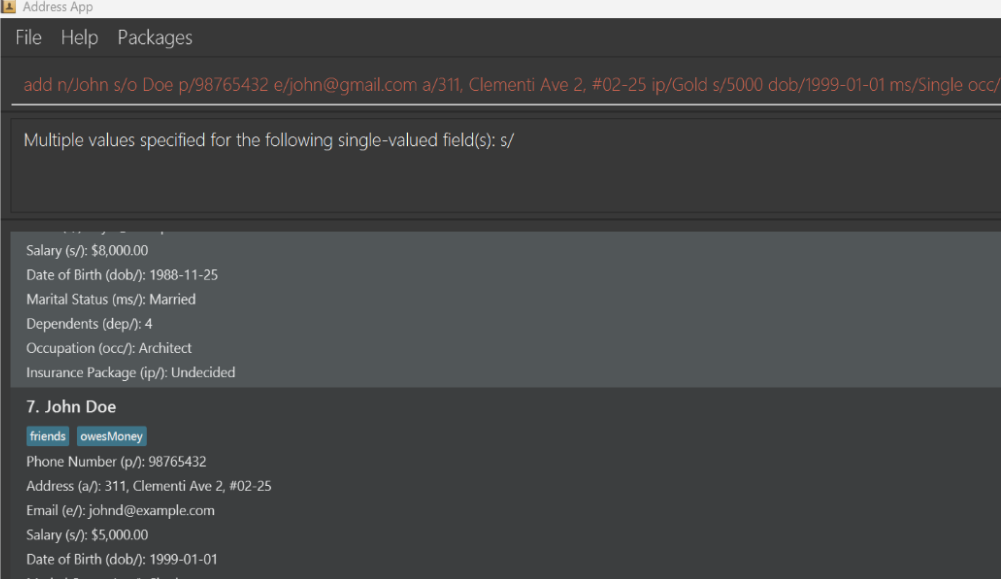 Address App
File Help Packages
add n/John s/o Doe p/98765432 e/john@gmail.com a/311, Clementi Ave 2, #02-25 ip/Gold s/5000 dob/1999-01-01 ms/Single occ/
Multiple values specified for the following single-valued field(s): s/
Salary (s/): $8,000.00
Date of Birth (dob/): 1988-11-25
Marital Status (ms/): Married
Dependents (dep/): 4
Occupation (occ/): Architect
Insurance Package (ip/): Undecided
7. John Doe
friends owesMoney
Phone Number (p/): 98765432
Address (a/): 311, Clementi Ave 2, #02-25
Email (e/): johnd@example.com
Salary (s/): $5,000.00
Date of Birth (dob/): 1999-01-01